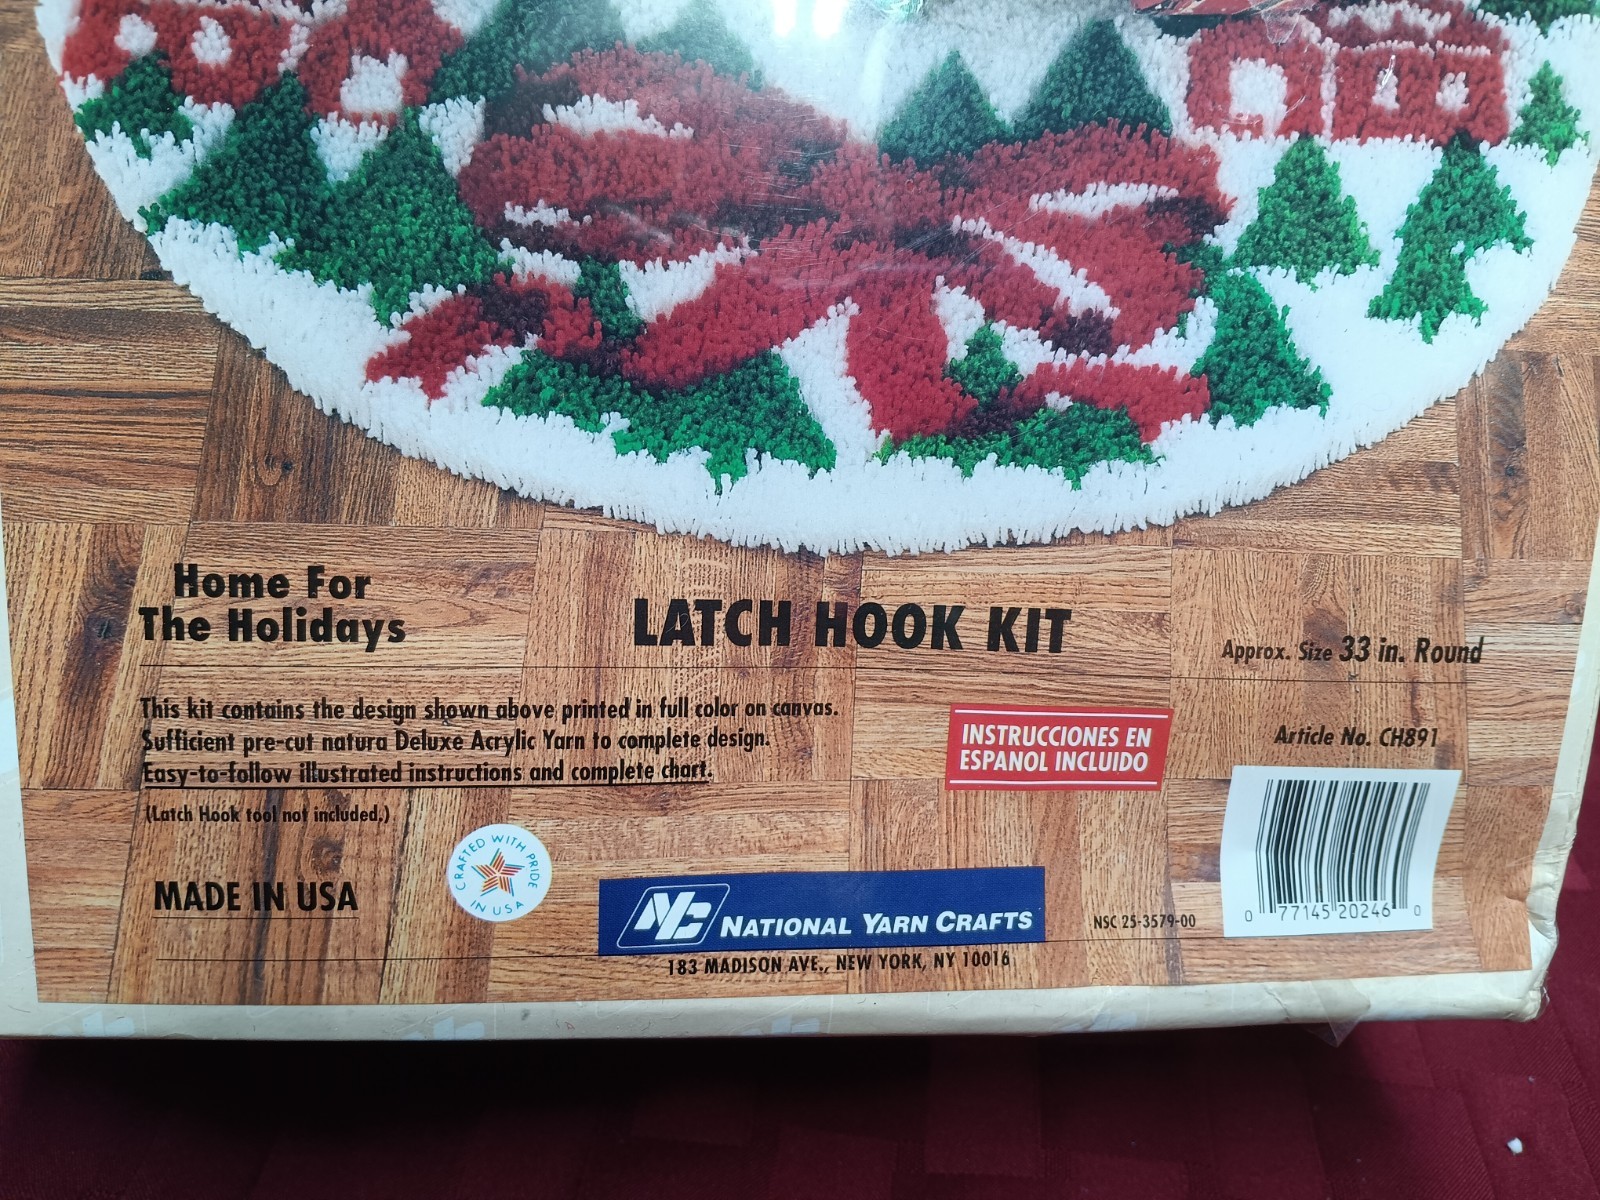 Home For
The Holidays
LATCH HOOK KIT
Approx. Size 33 in. Round
This kit contains the design shown above printed in full color on canvas.
Sufficient pre-cut natura Deluxe Acrylic Yarn to complete design.
Easy-to-follow illustrated instructions and complete chart.
(Latch Hook tool not included.)
INSTRUCCIONES EN
ESPANOL INCLUIDO
Article No. CH891
MADE IN USA
CRAFTED WITH PRIDE
IN USA
NYC NATIONAL YARN CRAFTS
183 MADISON AVE., NEW YORK, NY 10016
NSC 25-3579-00
0 77145 20246 0